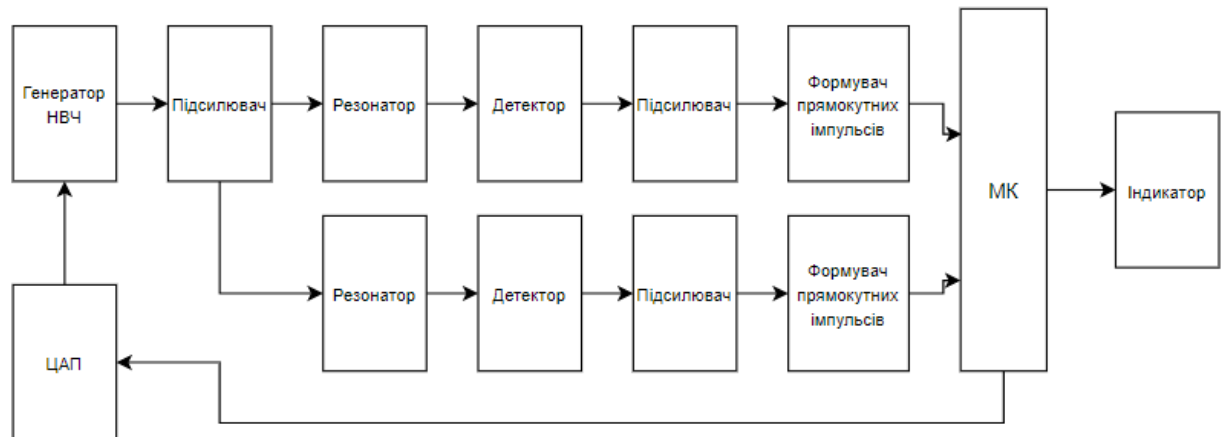 Генератор
НВЧ
Підсилювач
Резонатор
Детектор
Підсилювач
Формувач
прямокутних
імпульсів
МК
Індикатор
Резонатор
Детектор
Підсилювач
Формувач
прямокутних
імпульсів
ЦАП